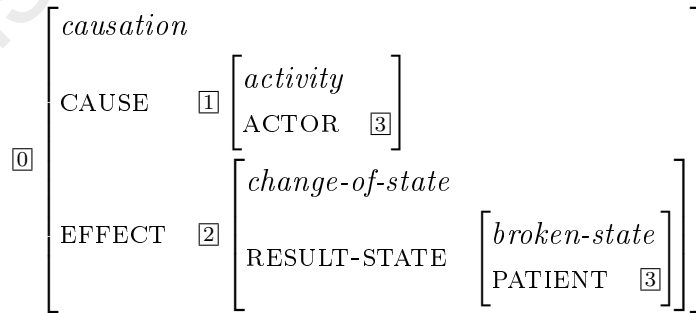 causation
CAUSE 1 activity
ACTOR 3
0
change-of-state
EFFECT 2 RESULT-STATE broken-state
PATIENT 3